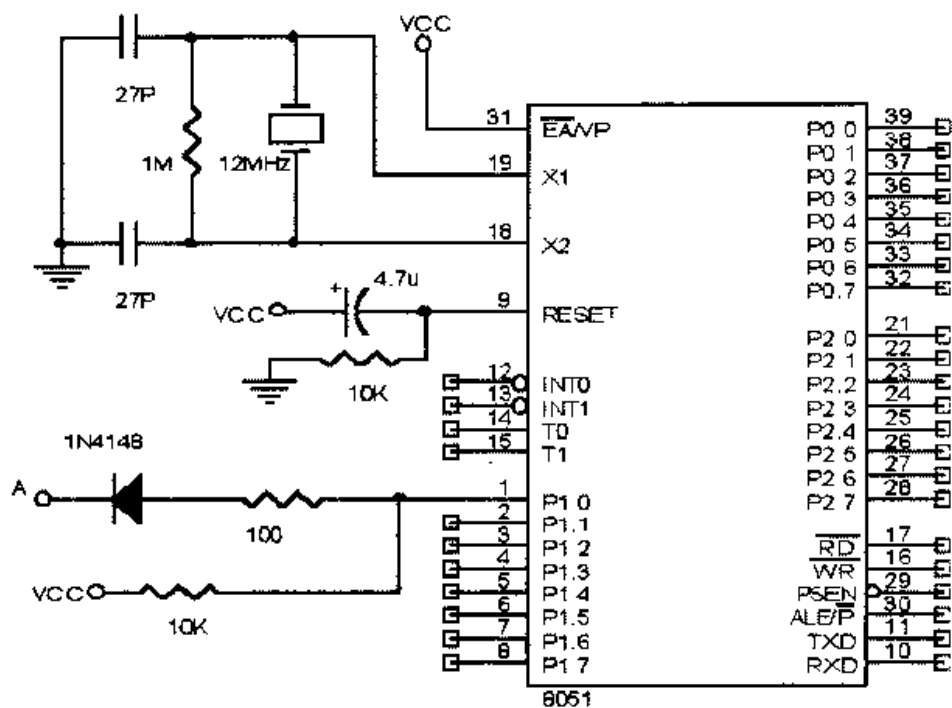 VCC
27P
1M
12MHz
27P
4.7u
+
VCC
10K
1N4148
A
100
VCC
10K
31
19
18
9
12
13
14
15
1
2
3
4
5
6
7
8
EA/VP
X1
X2
RESET
INT0
INT1
T0
T1
P1 0
P1.1
P1 2
P1.3
P1 4
P1.5
P1.6
P1 7
P0 0
P0 1
P0 2
P0 3
P0 4
P0 5
P0 6
P0.7
P2 0
P2 1
P2.2
P2 3
P2.4
P2 5
P2 6
P2 7
RD
WR
PSEN
ALE/P
TXD
RXD
39
38
37
36
35
34
33
32
21
22
23
24
25
26
27
28
17
16
29
30
11
10
8051